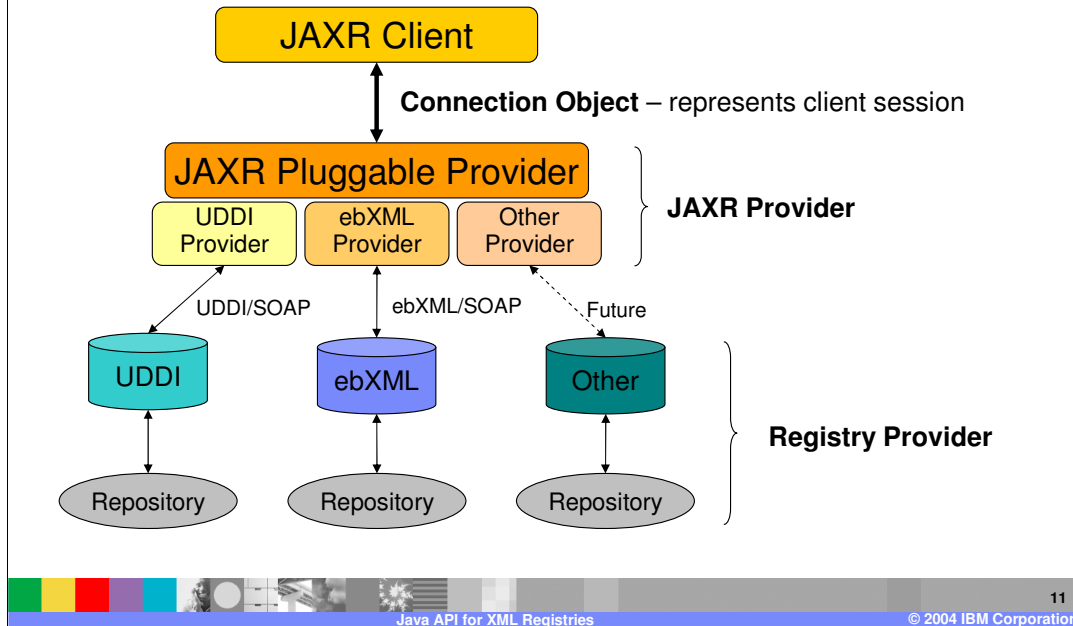 JAXR Client
Connection Object – represents client session
JAXR Pluggable Provider
JAXR Provider
UDDI
Provider
ebXML
Provider
Other
Provider
UDDI/SOAP
ebXML/SOAP
Future
UDDI
ebXML
Other
Registry Provider
Repository
Repository
Repository
11
Java API for XML Registries
© 2004 IBM Corporation